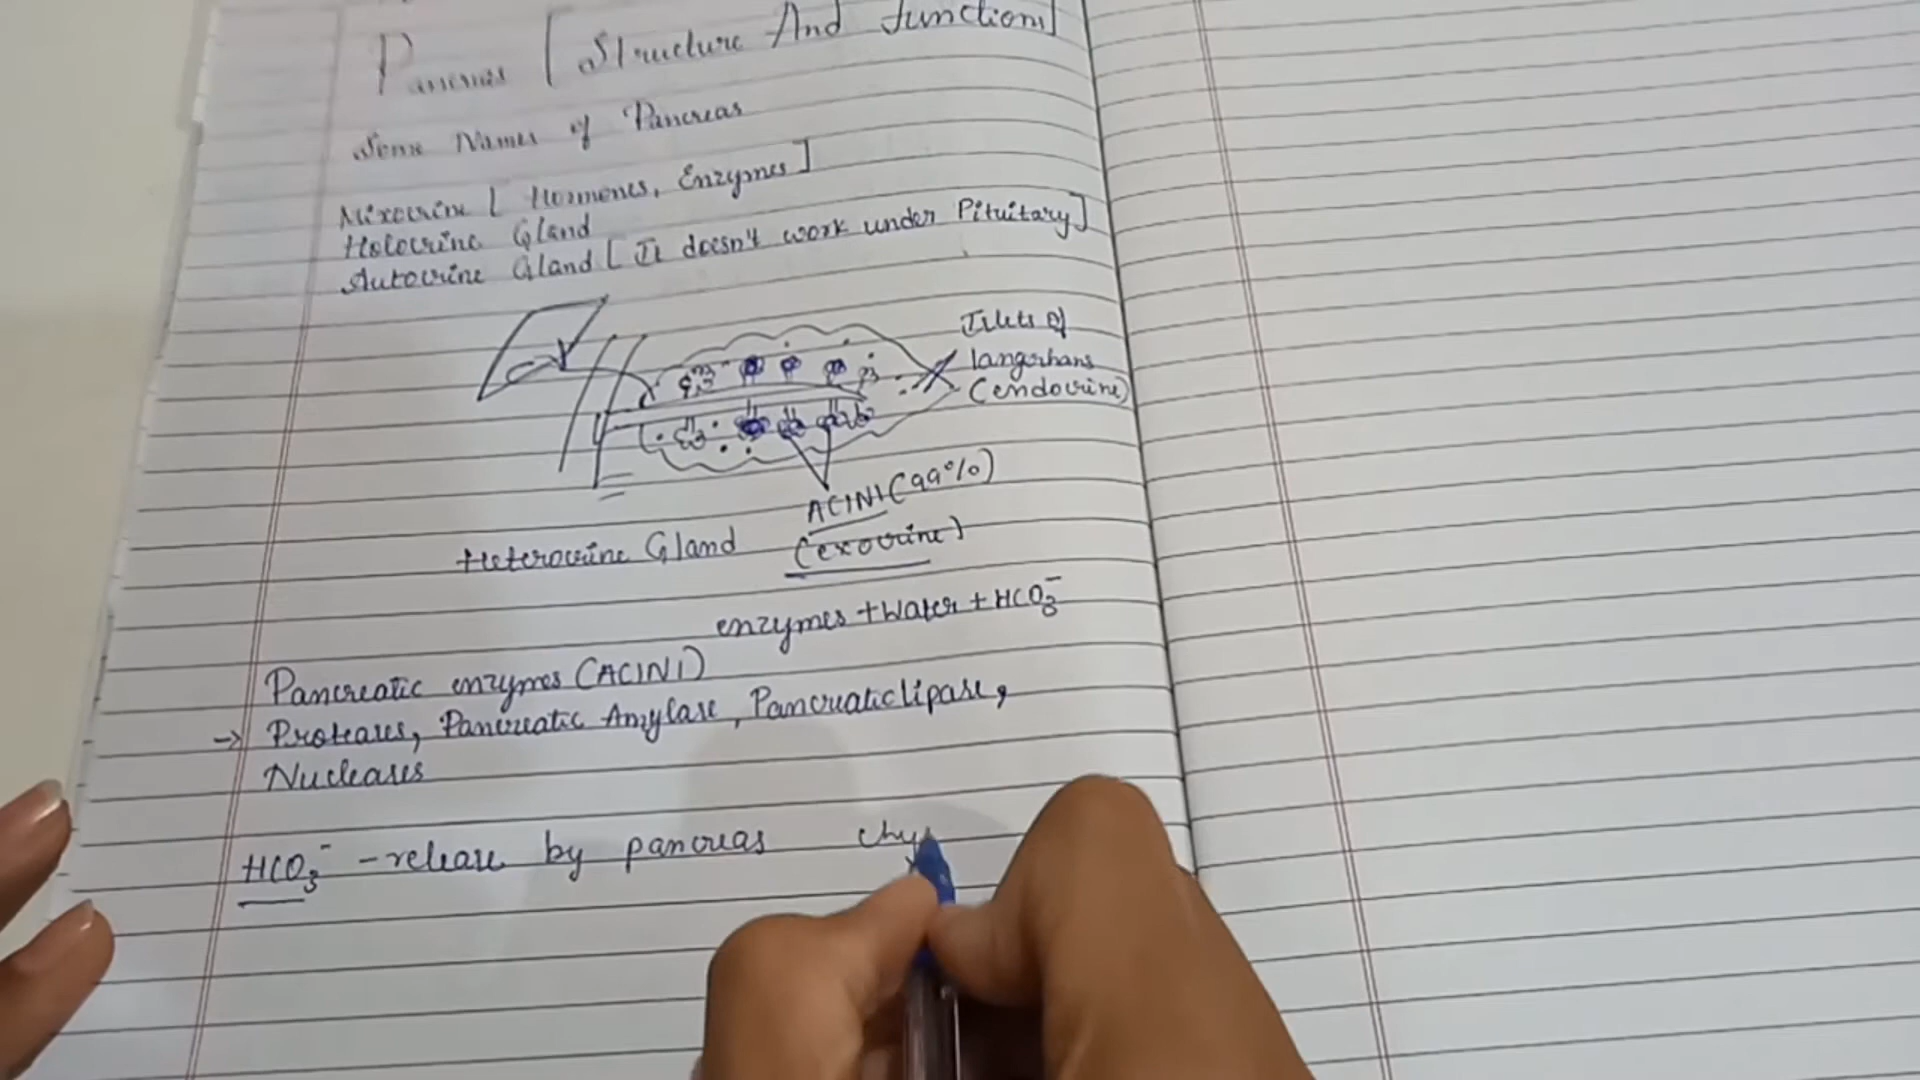 Pancreas [Structure And function]
Some Names of Pancreas
Mixocrine [Hormones, Enzymes]
Holocrine Gland
Autocrine Gland [It doesn't work under Pituitary]
Islets of
langerhans
(endocrine)
ACINI (99%)
Heterocrine Gland (exocrine)
enzymes + Water + HCO₃⁻
Pancreatic enzymes (ACINI)
→ Proteases, Pancreatic Amylase, Pancreatic lipase,
Nucleases
HCO₃⁻ - release by pancreas chy